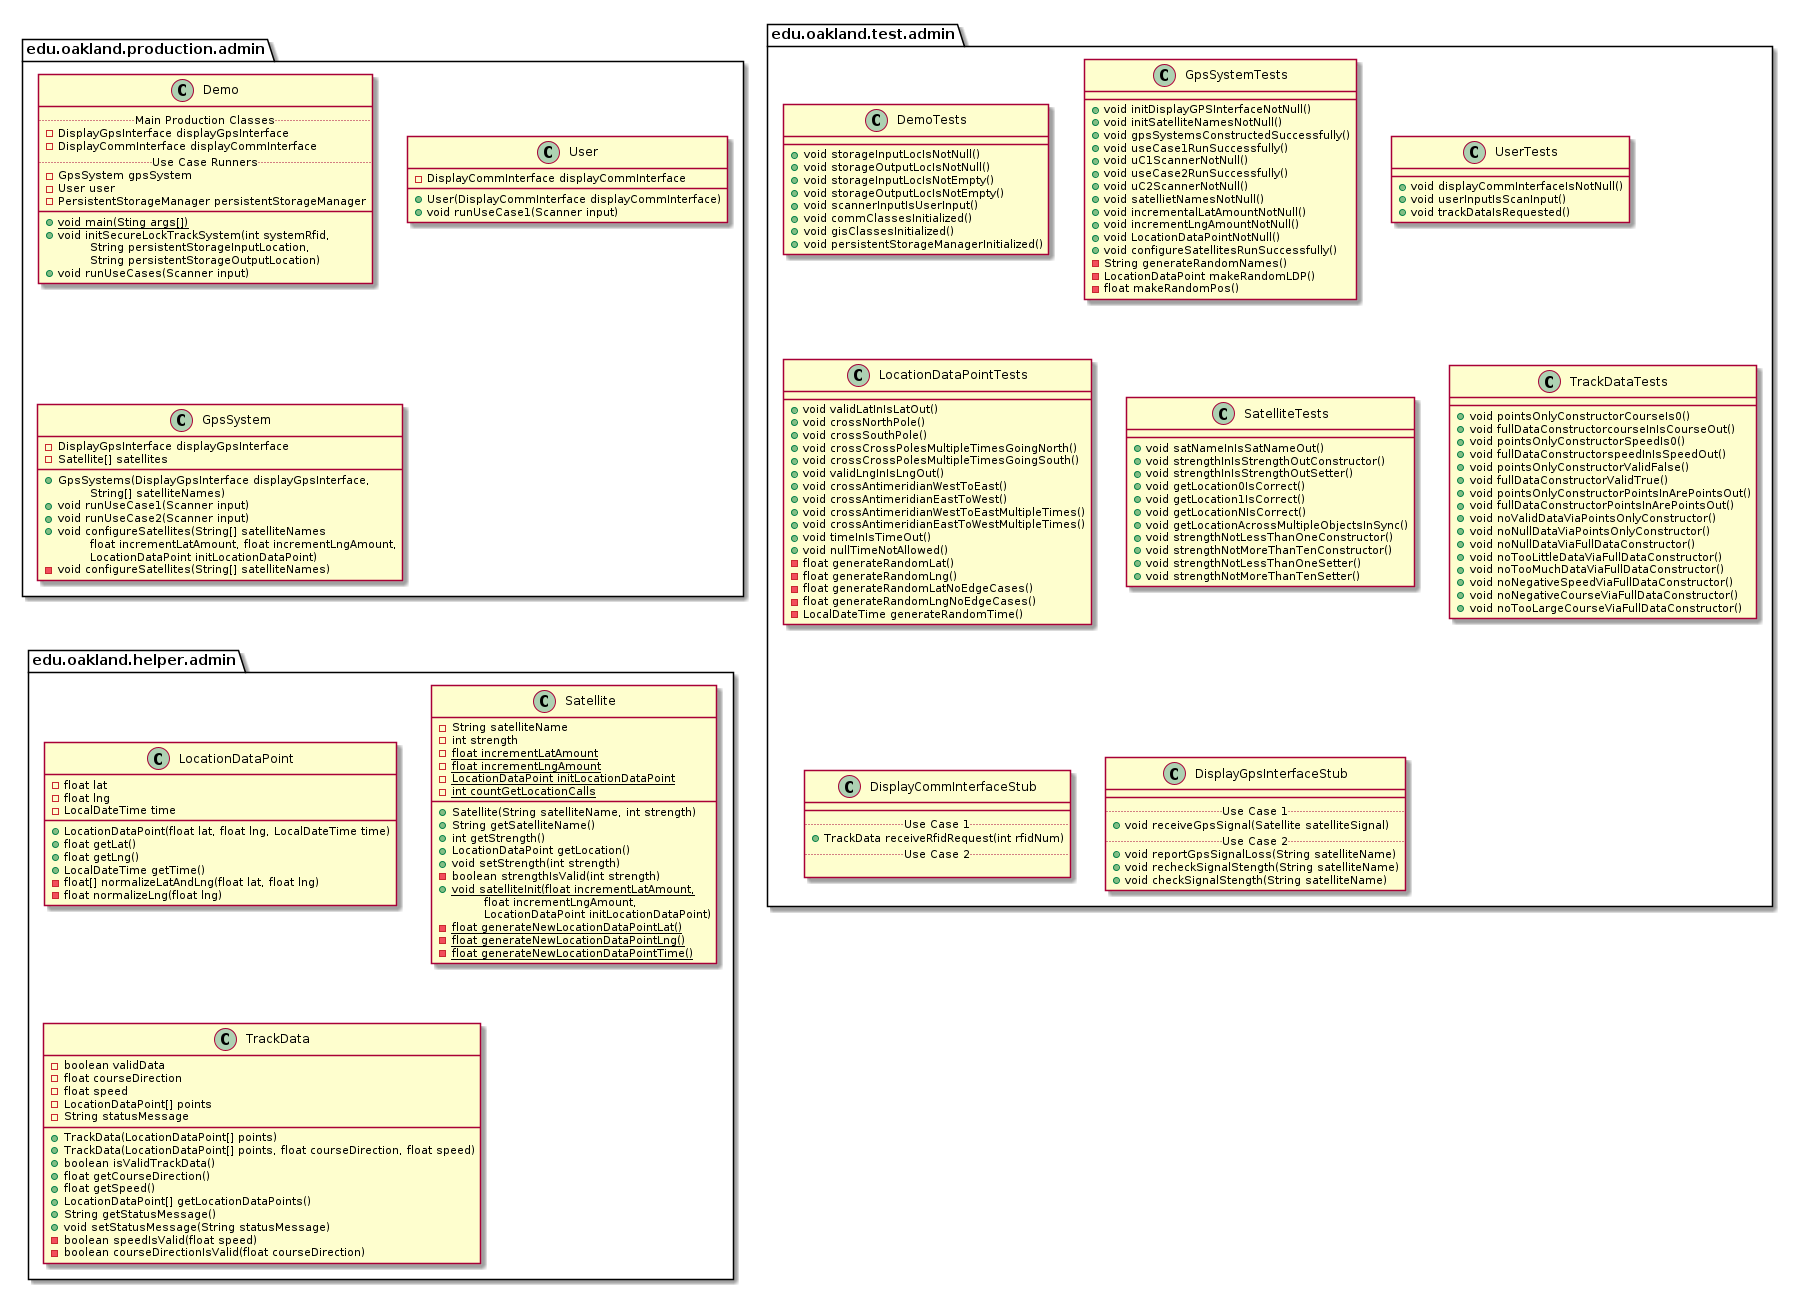 edu.oakland.production.admin
Demo
Main Production Classes
DisplayGpsInterface displayGpsInterface
DisplayCommInterface displayCommInterface
Use Case Runners
GpsSystem gpsSystem
User user
PersistentStorageManager persistentStorageManager
void main(Sting args[])
void initSecureLockTrackSystem(int systemRfid,
String persistentStorageInputLocation,
String persistentStorageOutputLocation)
void runUseCases(Scanner input)
User
DisplayCommInterface displayCommInterface
User(DisplayCommInterface displayCommInterface)
void runUseCase1(Scanner input)
GpsSystem
DisplayGpsInterface displayGpsInterface
Satellite[] satellites
GpsSystems(DisplayGpsInterface displayGpsInterface,
String[] satelliteNames)
void runUseCase1(Scanner input)
void runUseCase2(Scanner input)
void configureSatellites(String[] satelliteNames
float incrementLatAmount, float incrementLngAmount,
LocationDataPoint initLocationDataPoint)
void configureSatellites(String[] satelliteNames)
edu.oakland.test.admin
DemoTests
void storageInputLocIsNotNull()
void storageOutputLocIsNotNull()
void storageInputLocIsNotEmpty()
void storageOutputLocIsNotEmpty()
void scannerInputIsUserInput()
void commClassesInitialized()
void gisClassesInitialized()
void persistentStorageManagerInitialized()
GpsSystemTests
void initDisplayGPSInterfaceNotNull()
void initSatelliteNamesNotNull()
void gpsSystemsConstructedSuccessfully()
void useCase1RunSuccessfully()
void uC1ScannerNotNull()
void useCase2RunSuccessfully()
void uC2ScannerNotNull()
void satellietNamesNotNull()
void incrementalLatAmountNotNull()
void incrementLngAmountNotNull()
void LocationDataPointNotNull()
void configureSatellitesRunSuccessfully()
String generateRandomNames()
LocationDataPoint makeRandomLDP()
float makeRandomPos()
UserTests
void displayCommInterfaceIsNotNull()
void userInputIsScanInput()
void trackDataIsRequested()
LocationDataPointTests
void validLatInIsLatOut()
void crossNorthPole()
void crossSouthPole()
void crossCrossPolesMultipleTimesGoingNorth()
void crossCrossPolesMultipleTimesGoingSouth()
void validLngInIsLngOut()
void crossAntimeridianWestToEast()
void crossAntimeridianEastToWest()
void crossAntimeridianWestToEastMultipleTimes()
void crossAntimeridianEastToWestMultipleTimes()
void timeInIsTimeOut()
void nullTimeNotAllowed()
float generateRandomLat()
float generateRandomLng()
float generateRandomLatNoEdgeCases()
float generateRandomLngNoEdgeCases()
LocalDateTime generateRandomTime()
SatelliteTests
void satNameInIsSatNameOut()
void strengthInIsStrengthOutConstructor()
void strengthInIsStrengthOutSetter()
void getLocation0IsCorrect()
void getLocation1IsCorrect()
void getLocationNIsCorrect()
void getLocationAcrossMultipleObjectsInSync()
void strengthNotLessThanOneConstructor()
void strengthNotMoreThanTenConstructor()
void strengthNotLessThanOneSetter()
void strengthNotMoreThanTenSetter()
TrackDataTests
void pointsOnlyConstructorCourseIs0()
void fullDataConstructorcourseInIsCourseOut()
void pointsOnlyConstructorSpeedIs0()
void fullDataConstructorspeedInIsSpeedOut()
void pointsOnlyConstructorValidFalse()
void fullDataConstructorValidTrue()
void pointsOnlyConstructorPointsInArePointsOut()
void fullDataConstructorPointsInArePointsOut()
void noValidDataViaPointsOnlyConstructor()
void noNullDataViaPointsOnlyConstructor()
void noNullDataViaFullDataConstructor()
void noTooLittleDataViaFullDataConstructor()
void noTooMuchDataViaFullDataConstructor()
void noNegativeSpeedViaFullDataConstructor()
void noNegativeCourseViaFullDataConstructor()
void noTooLargeCourseViaFullDataConstructor()
DisplayCommInterfaceStub
Use Case 1
TrackData receiveRfidRequest(int rfidNum)
Use Case 2
DisplayGpsInterfaceStub
Use Case 1
void receiveGpsSignal(Satellite satelliteSignal)
Use Case 2
void reportGpsSignalLoss(String satelliteName)
void recheckSignalStength(String satelliteName)
void checkSignalStength(String satelliteName)
edu.oakland.helper.admin
LocationDataPoint
float lat
float lng
LocalDateTime time
LocationDataPoint(float lat, float lng, LocalDateTime time)
float getLat()
float getLng()
LocalDateTime getTime()
float[] normalizeLatAndLng(float lat, float lng)
float normalizeLng(float lng)
Satellite
String satelliteName
int strength
float incrementLatAmount
float incrementLngAmount
LocationDataPoint initLocationDataPoint
int countGetLocationCalls
Satellite(String satelliteName, int strength)
String getSatelliteName()
int getStrength()
LocationDataPoint getLocation()
void setStrength(int strength)
boolean strengthIsValid(int strength)
void satelliteInit(float incrementLatAmount,
float incrementLngAmount,
LocationDataPoint initLocationDataPoint)
float generateNewLocationDataPointLat()
float generateNewLocationDataPointLng()
float generateNewLocationDataPointTime()
TrackData
boolean validData
float courseDirection
float speed
LocationDataPoint[] points
String statusMessage
TrackData(LocationDataPoint[] points)
TrackData(LocationDataPoint[] points, float courseDirection, float speed)
boolean isValidTrackData()
float getCourseDirection()
float getSpeed()
LocationDataPoint[] getLocationDataPoints()
String getStatusMessage()
void setStatusMessage(String statusMessage)
boolean speedIsValid(float speed)
boolean courseDirectionIsValid(float courseDirection)